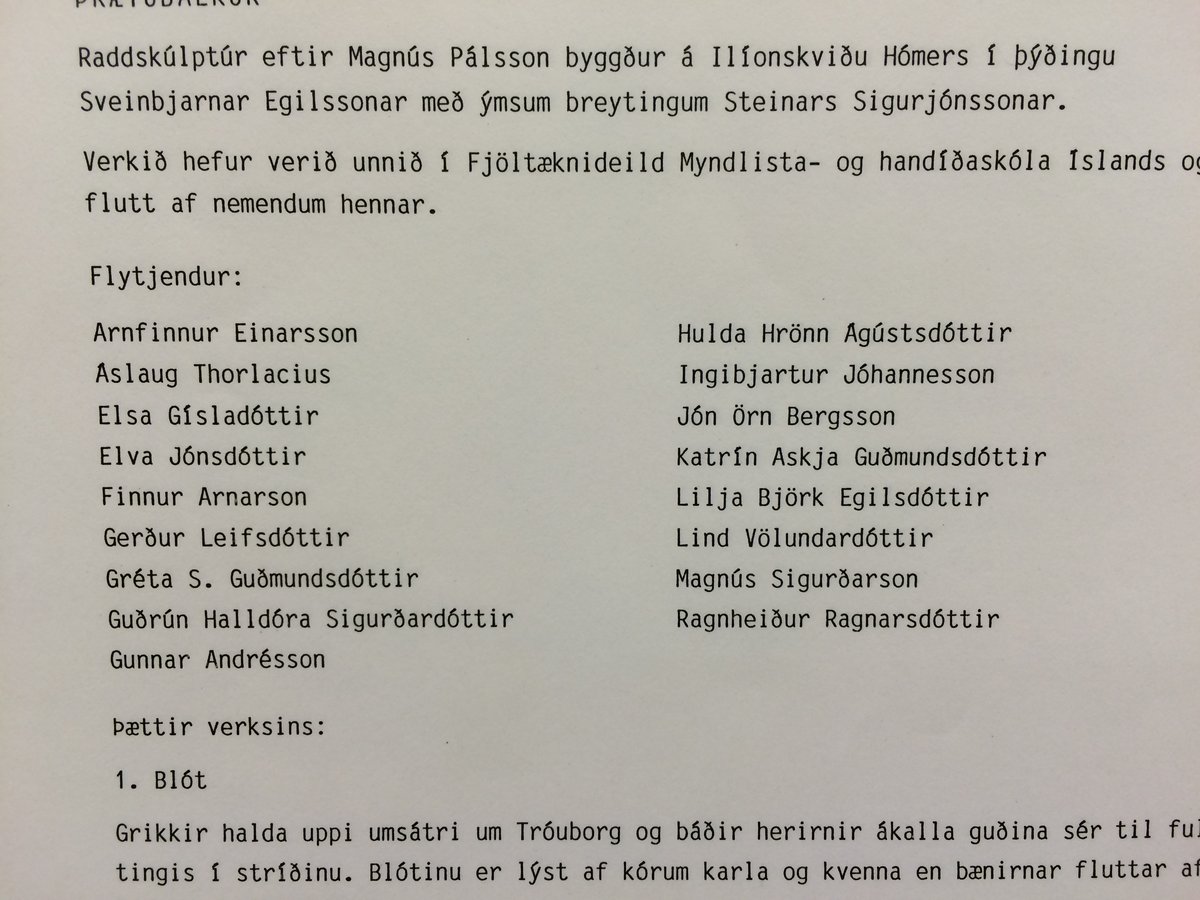 Raddskúlptúr eftir Magnús Pálsson byggður á Ilíonskviðu Hómers í þýðingu
Sveinbjarnar Egilssonar með ýmsum breytingum Steinars Sigurjónssonar.
Verkið hefur verið unnið í Fjöltæknideild Myndlista- og handíðaskóla Íslands og
flutt af nemendum hennar.
Flytjendur:
Arnfinnur Einarsson
Áslaug Thorlacius
Elsa Gísladóttir
Elva Jónsdóttir
Finnur Arnarson
Gerður Leifsdóttir
Gréta S. Guðmundsdóttir
Guðrún Halldóra Sigurðardóttir
Gunnar Andrésson
Hulda Hrönn Ágústsdóttir
Ingibjartur Jóhannesson
Jón Örn Bergsson
Katrín Askja Guðmundsdóttir
Lilja Björk Egilsdóttir
Lind Völundardóttir
Magnús Sigurðarson
Ragnheiður Ragnarsdóttir
Þættir verksins:
1. Blót
Grikkir halda uppi umsátri um Tróuborg og báðir herirnir ákalla guðina sér til ful
tingis í stríðinu. Blótinu er lýst af kórum karla og kvenna en bænirnar fluttar af